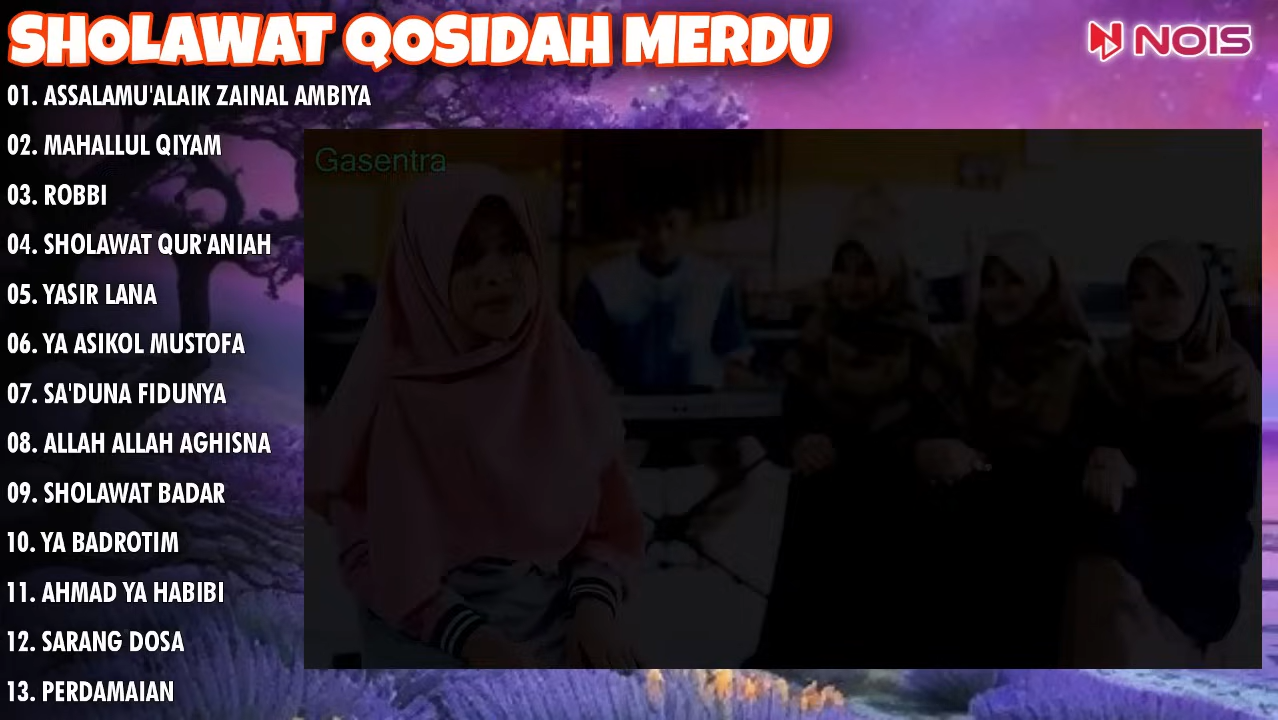 SHOLAWAT QOSIDAH MERDU
NOIS
01. ASSALAMU'ALAIK ZAINAL AMBIYA
02. MAHALLUL QIYAM
03. ROBBI
04. SHOLAWAT QUR'ANIAH
05. YASIR LANA
06. YA ASIKOL MUSTOFA
07. SA'DUNA FIDUNYA
08. ALLAH ALLAH AGHISNA
09. SHOLAWAT BADAR
10. YA BADROTIM
11. AHMAD YA HABIBI
12. SARANG DOSA
13. PERDAMAIAN
Gasentra